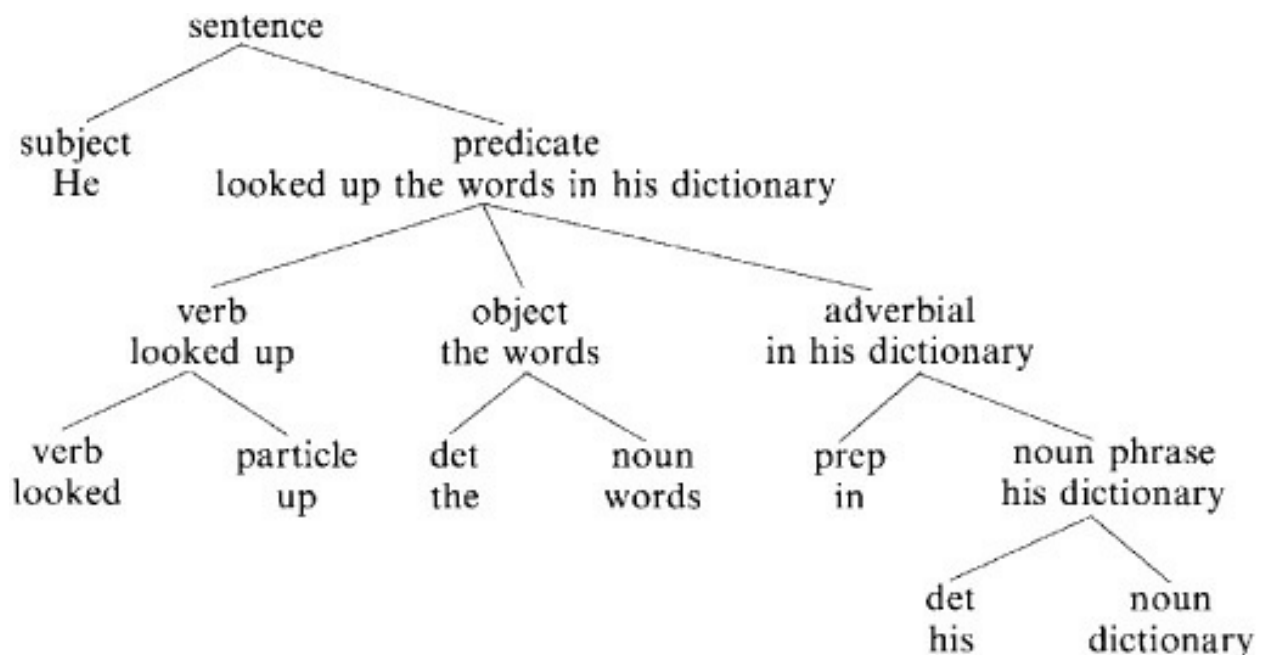 sentence
subject predicate
He looked up the words in his dictionary
verb object adverbial
looked up the words in his dictionary
verb particle det noun prep noun phrase
looked up the words in his dictionary
det noun
his dictionary